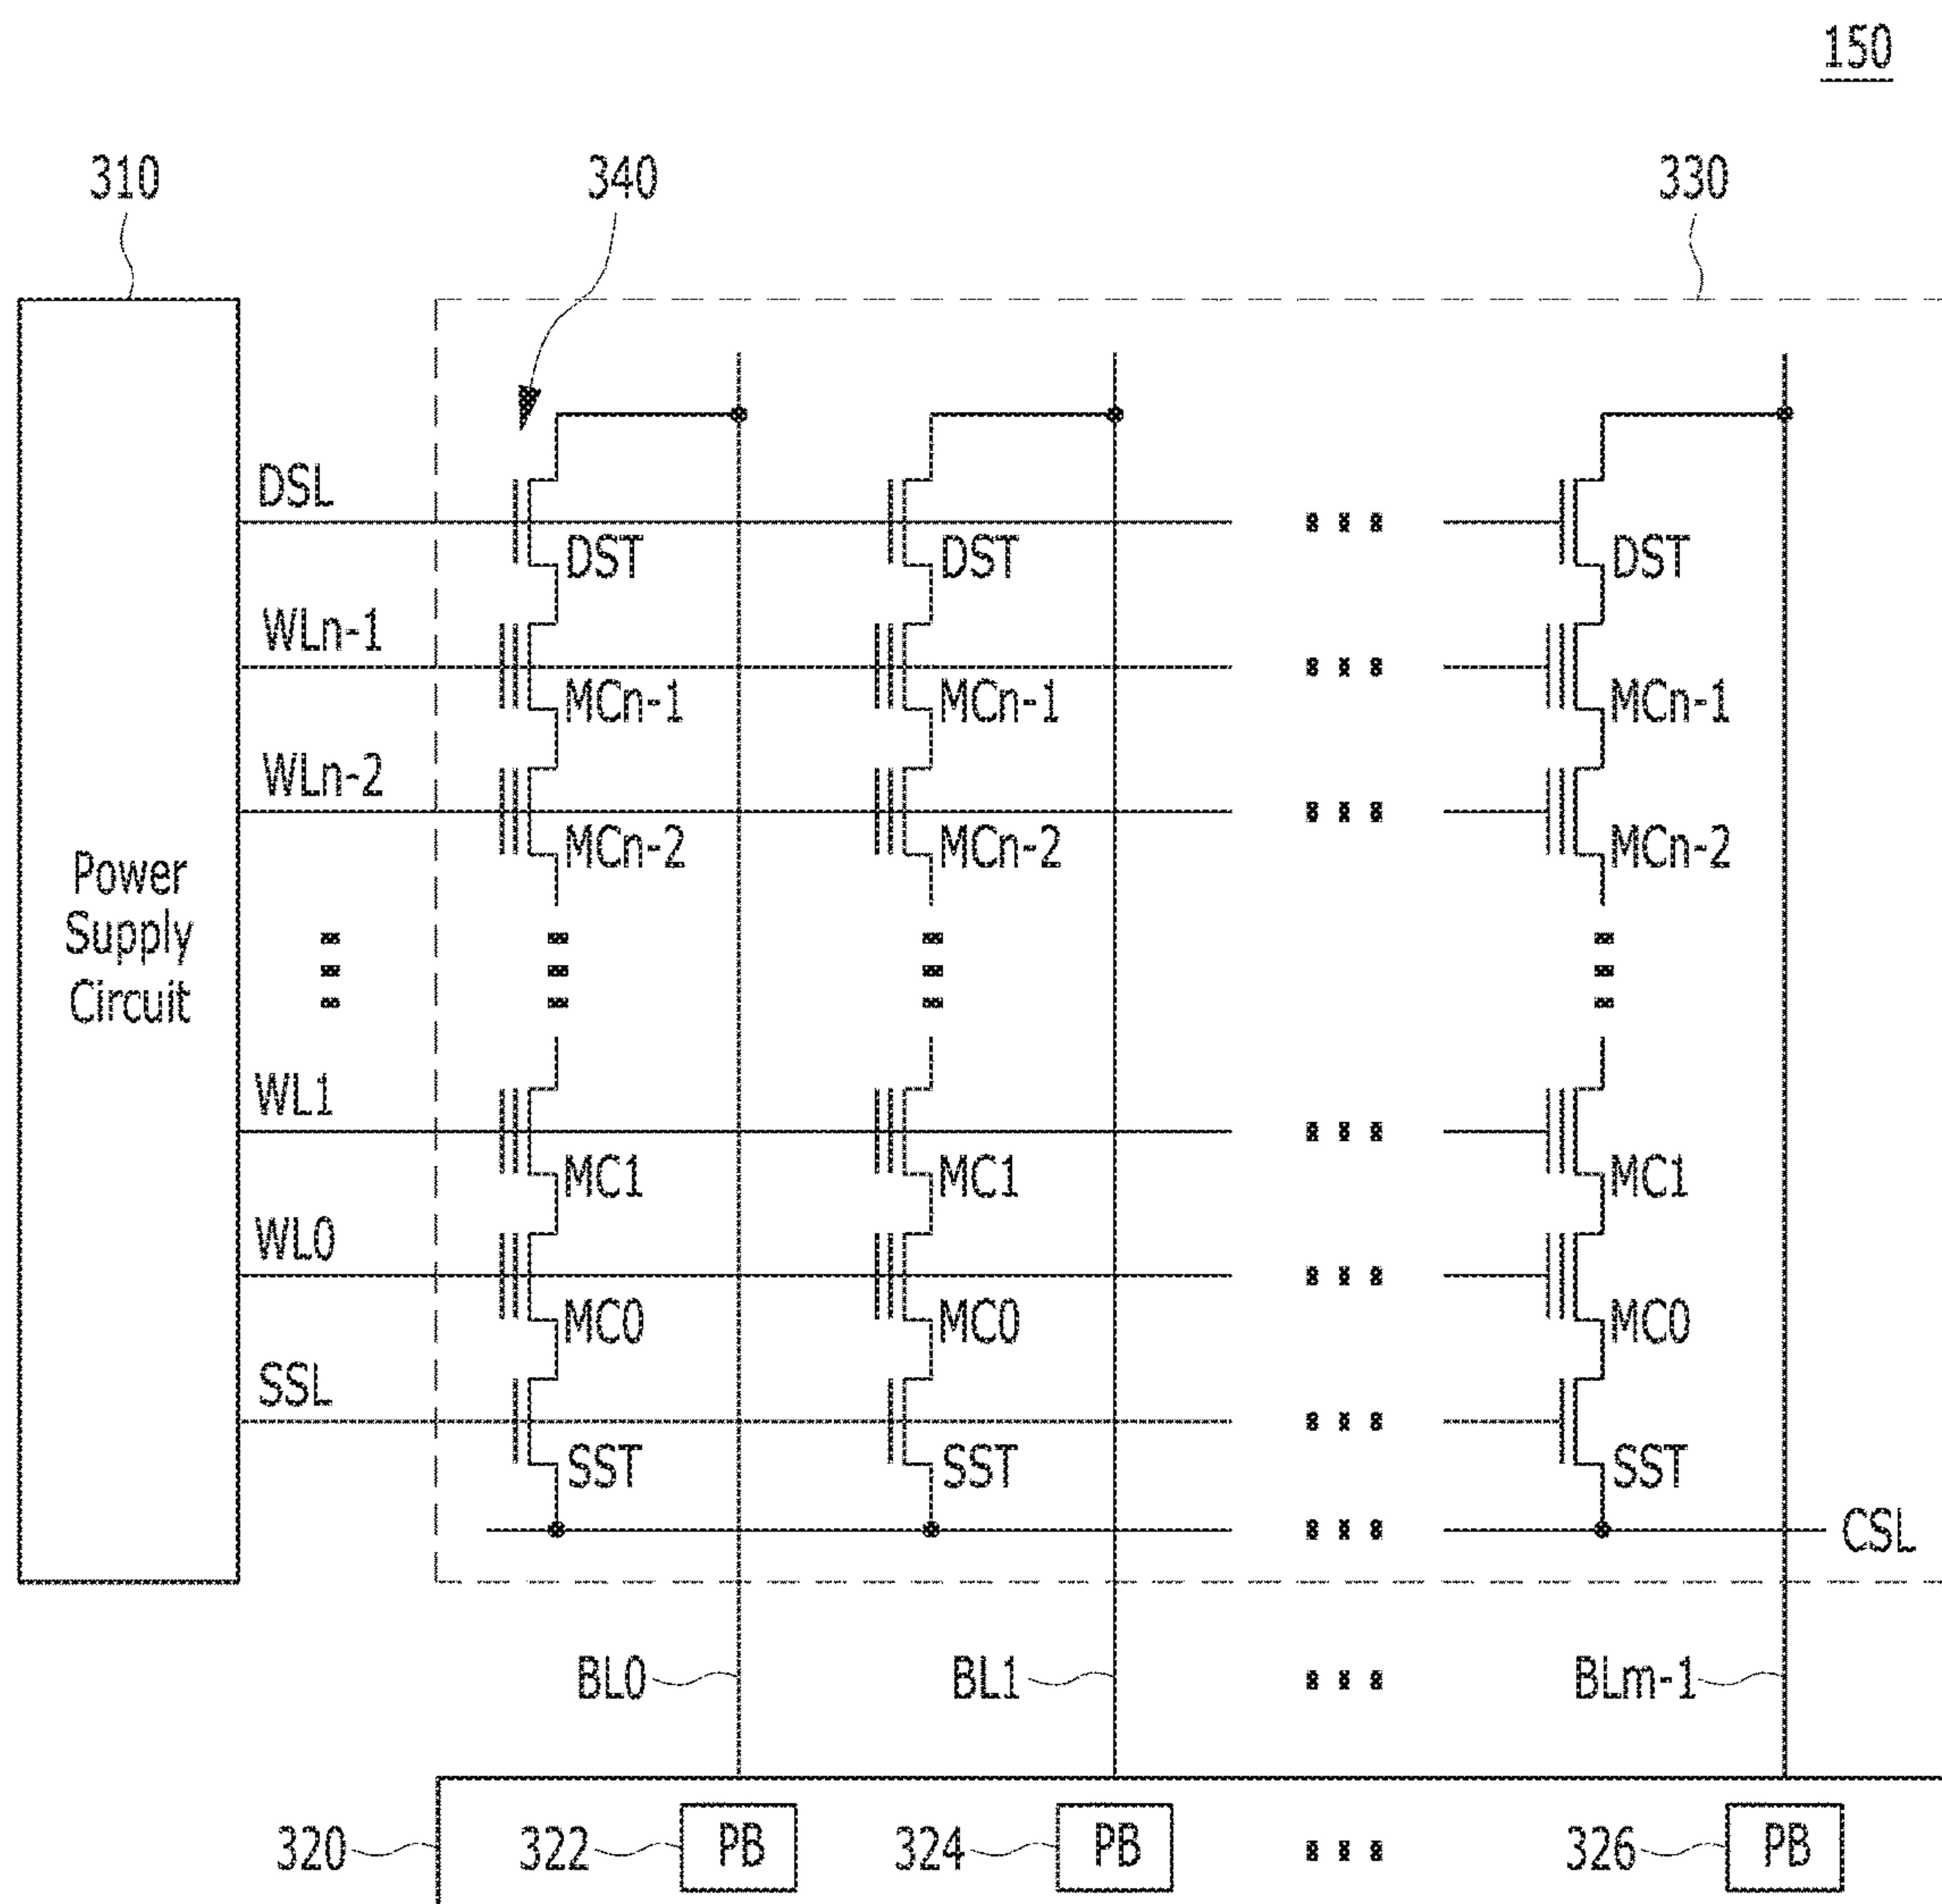 150
310 340 330
DSL
DST DST DST
WLn-1
MCn-1 MCn-1 MCn-1
WLn-2
MCn-2 MCn-2 MCn-2
Power
Supply
Circuit
WL1
MC1 MC1 MC1
WL0
MC0 MC0 MC0
SSL
SST SST SST
CSL
BL0 BL1 BLm-1
320 322 PB 324 PB 326 PB